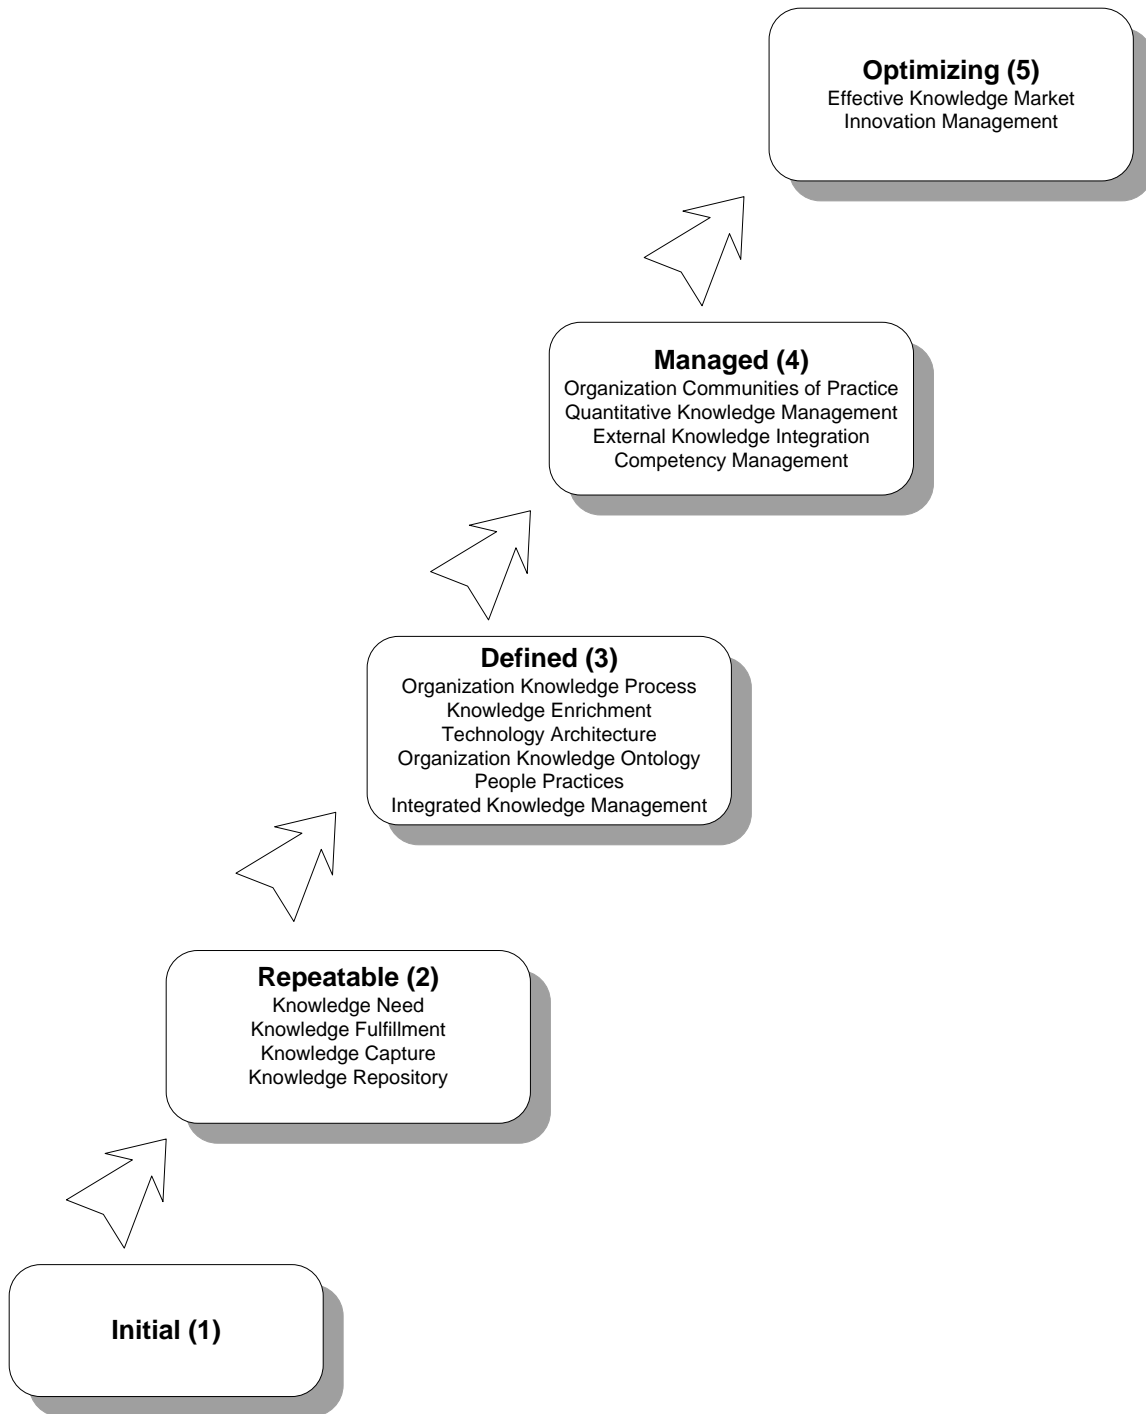 Optimizing (5)
Effective Knowledge Market
Innovation Management
Managed (4)
Organization Communities of Practice
Quantitative Knowledge Management
External Knowledge Integration
Competency Management
Defined (3)
Organization Knowledge Process
Knowledge Enrichment
Technology Architecture
Organization Knowledge Ontology
People Practices
Integrated Knowledge Management
Repeatable (2)
Knowledge Need
Knowledge Fulfillment
Knowledge Capture
Knowledge Repository
Initial (1)